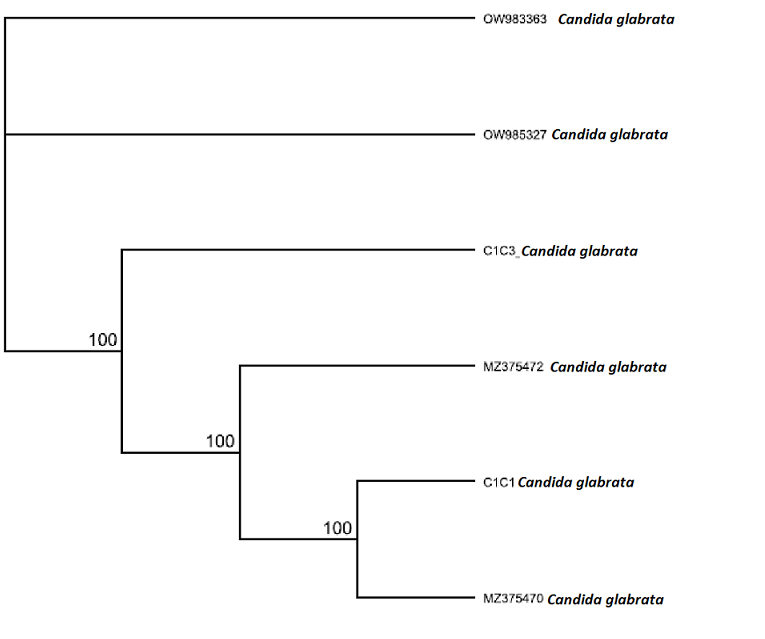 OW983363 Candida glabrata
OW985327 Candida glabrata
C1C3_Candida glabrata
100
MZ375472 Candida glabrata
100
C1C1 Candida glabrata
100
MZ375470 Candida glabrata